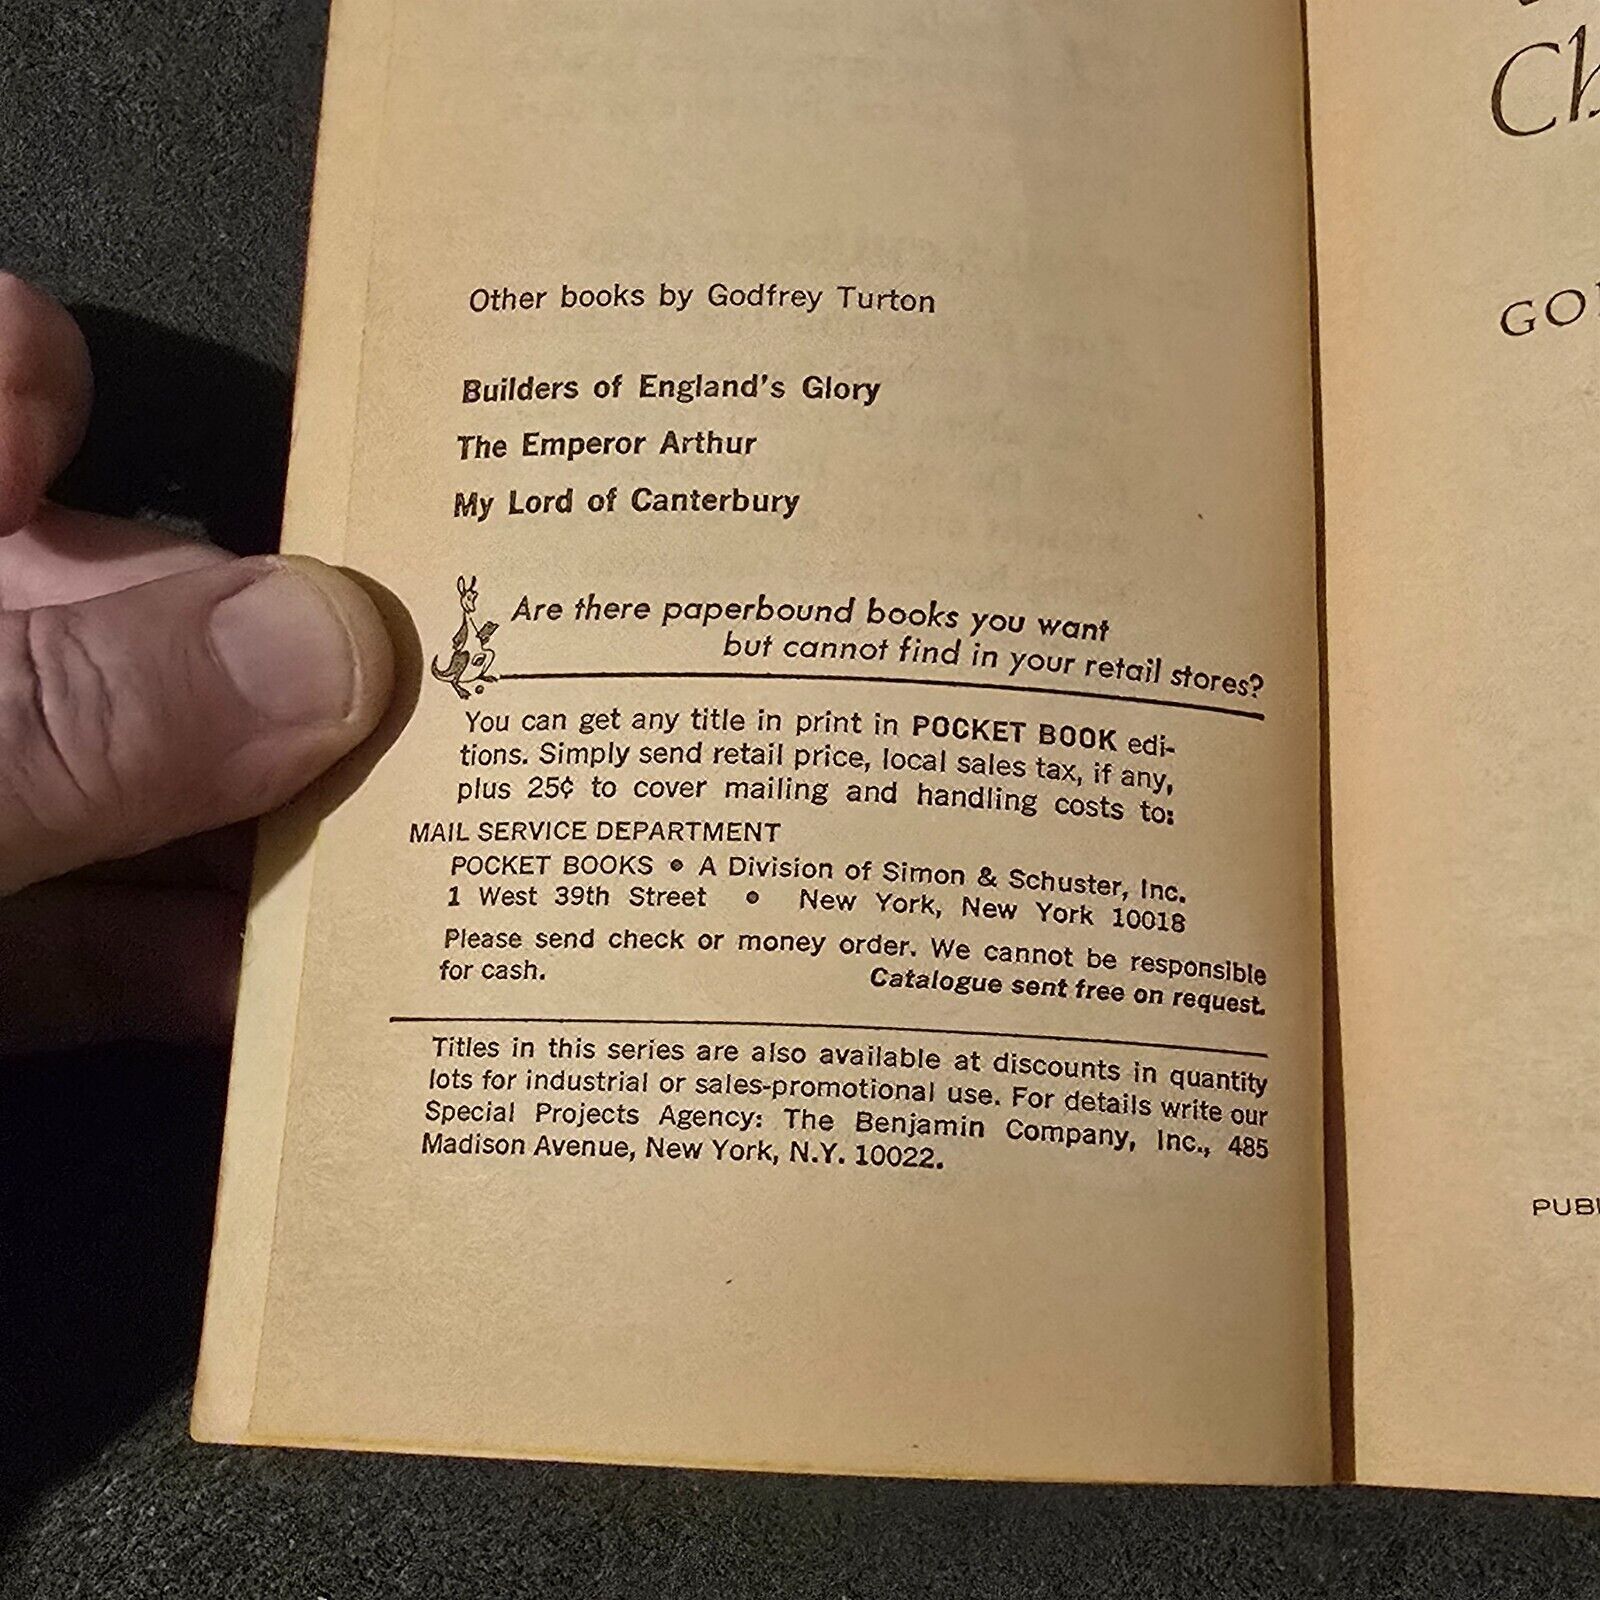 Other books by Godfrey Turton
Builders of England's Glory
The Emperor Arthur
My Lord of Canterbury
Are there paperbound books you want
but cannot find in your retail stores?
You can get any title in print in POCKET BOOK edi-
tions. Simply send retail price, local sales tax, if any,
plus 25¢ to cover mailing and handling costs to:
MAIL SERVICE DEPARTMENT
POCKET BOOKS • A Division of Simon & Schuster, Inc.
1 West 39th Street • New York, New York 10018
Please send check or money order. We cannot be responsible
for cash. Catalogue sent free on request.
Titles in this series are also available at discounts in quantity
lots for industrial or sales-promotional use. For details write our
Special Projects Agency: The Benjamin Company, Inc., 485
Madison Avenue, New York, N.Y. 10022.
Ch
GO
PUB